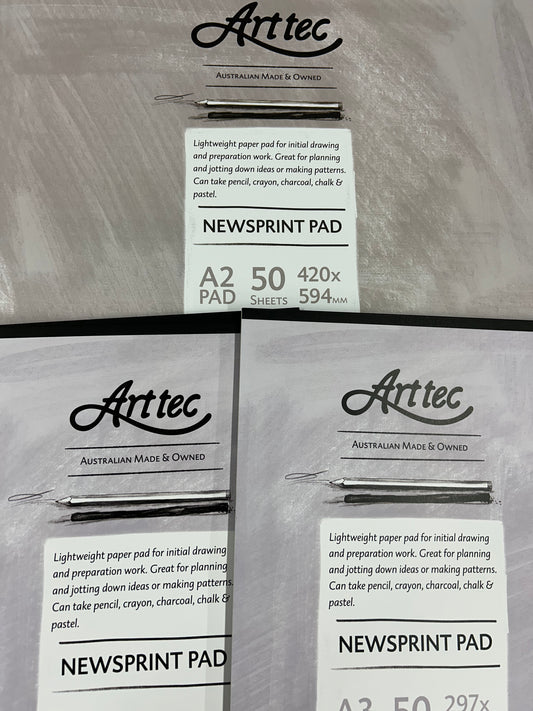 Arttec
Australian Made & Owned
Lightweight paper pad for initial drawing
and preparation work. Great for planning
and jotting down ideas or making patterns.
Can take pencil, crayon, charcoal, chalk &
pastel.
NEWSPRINT PAD
A2 50 420x
PAD Sheets 594mm
Arttec
Australian Made & Owned
Lightweight paper pad for initial drawing
and preparation work. Great for planning
and jotting down ideas or making patterns.
Can take pencil, crayon, charcoal, chalk &
pastel.
NEWSPRINT PAD
Arttec
Australian Made & Owned
Lightweight paper pad for initial drawing
and preparation work. Great for planning
and jotting down ideas or making patterns.
Can take pencil, crayon, charcoal, chalk &
pastel.
NEWSPRINT PAD
A3 50 297x